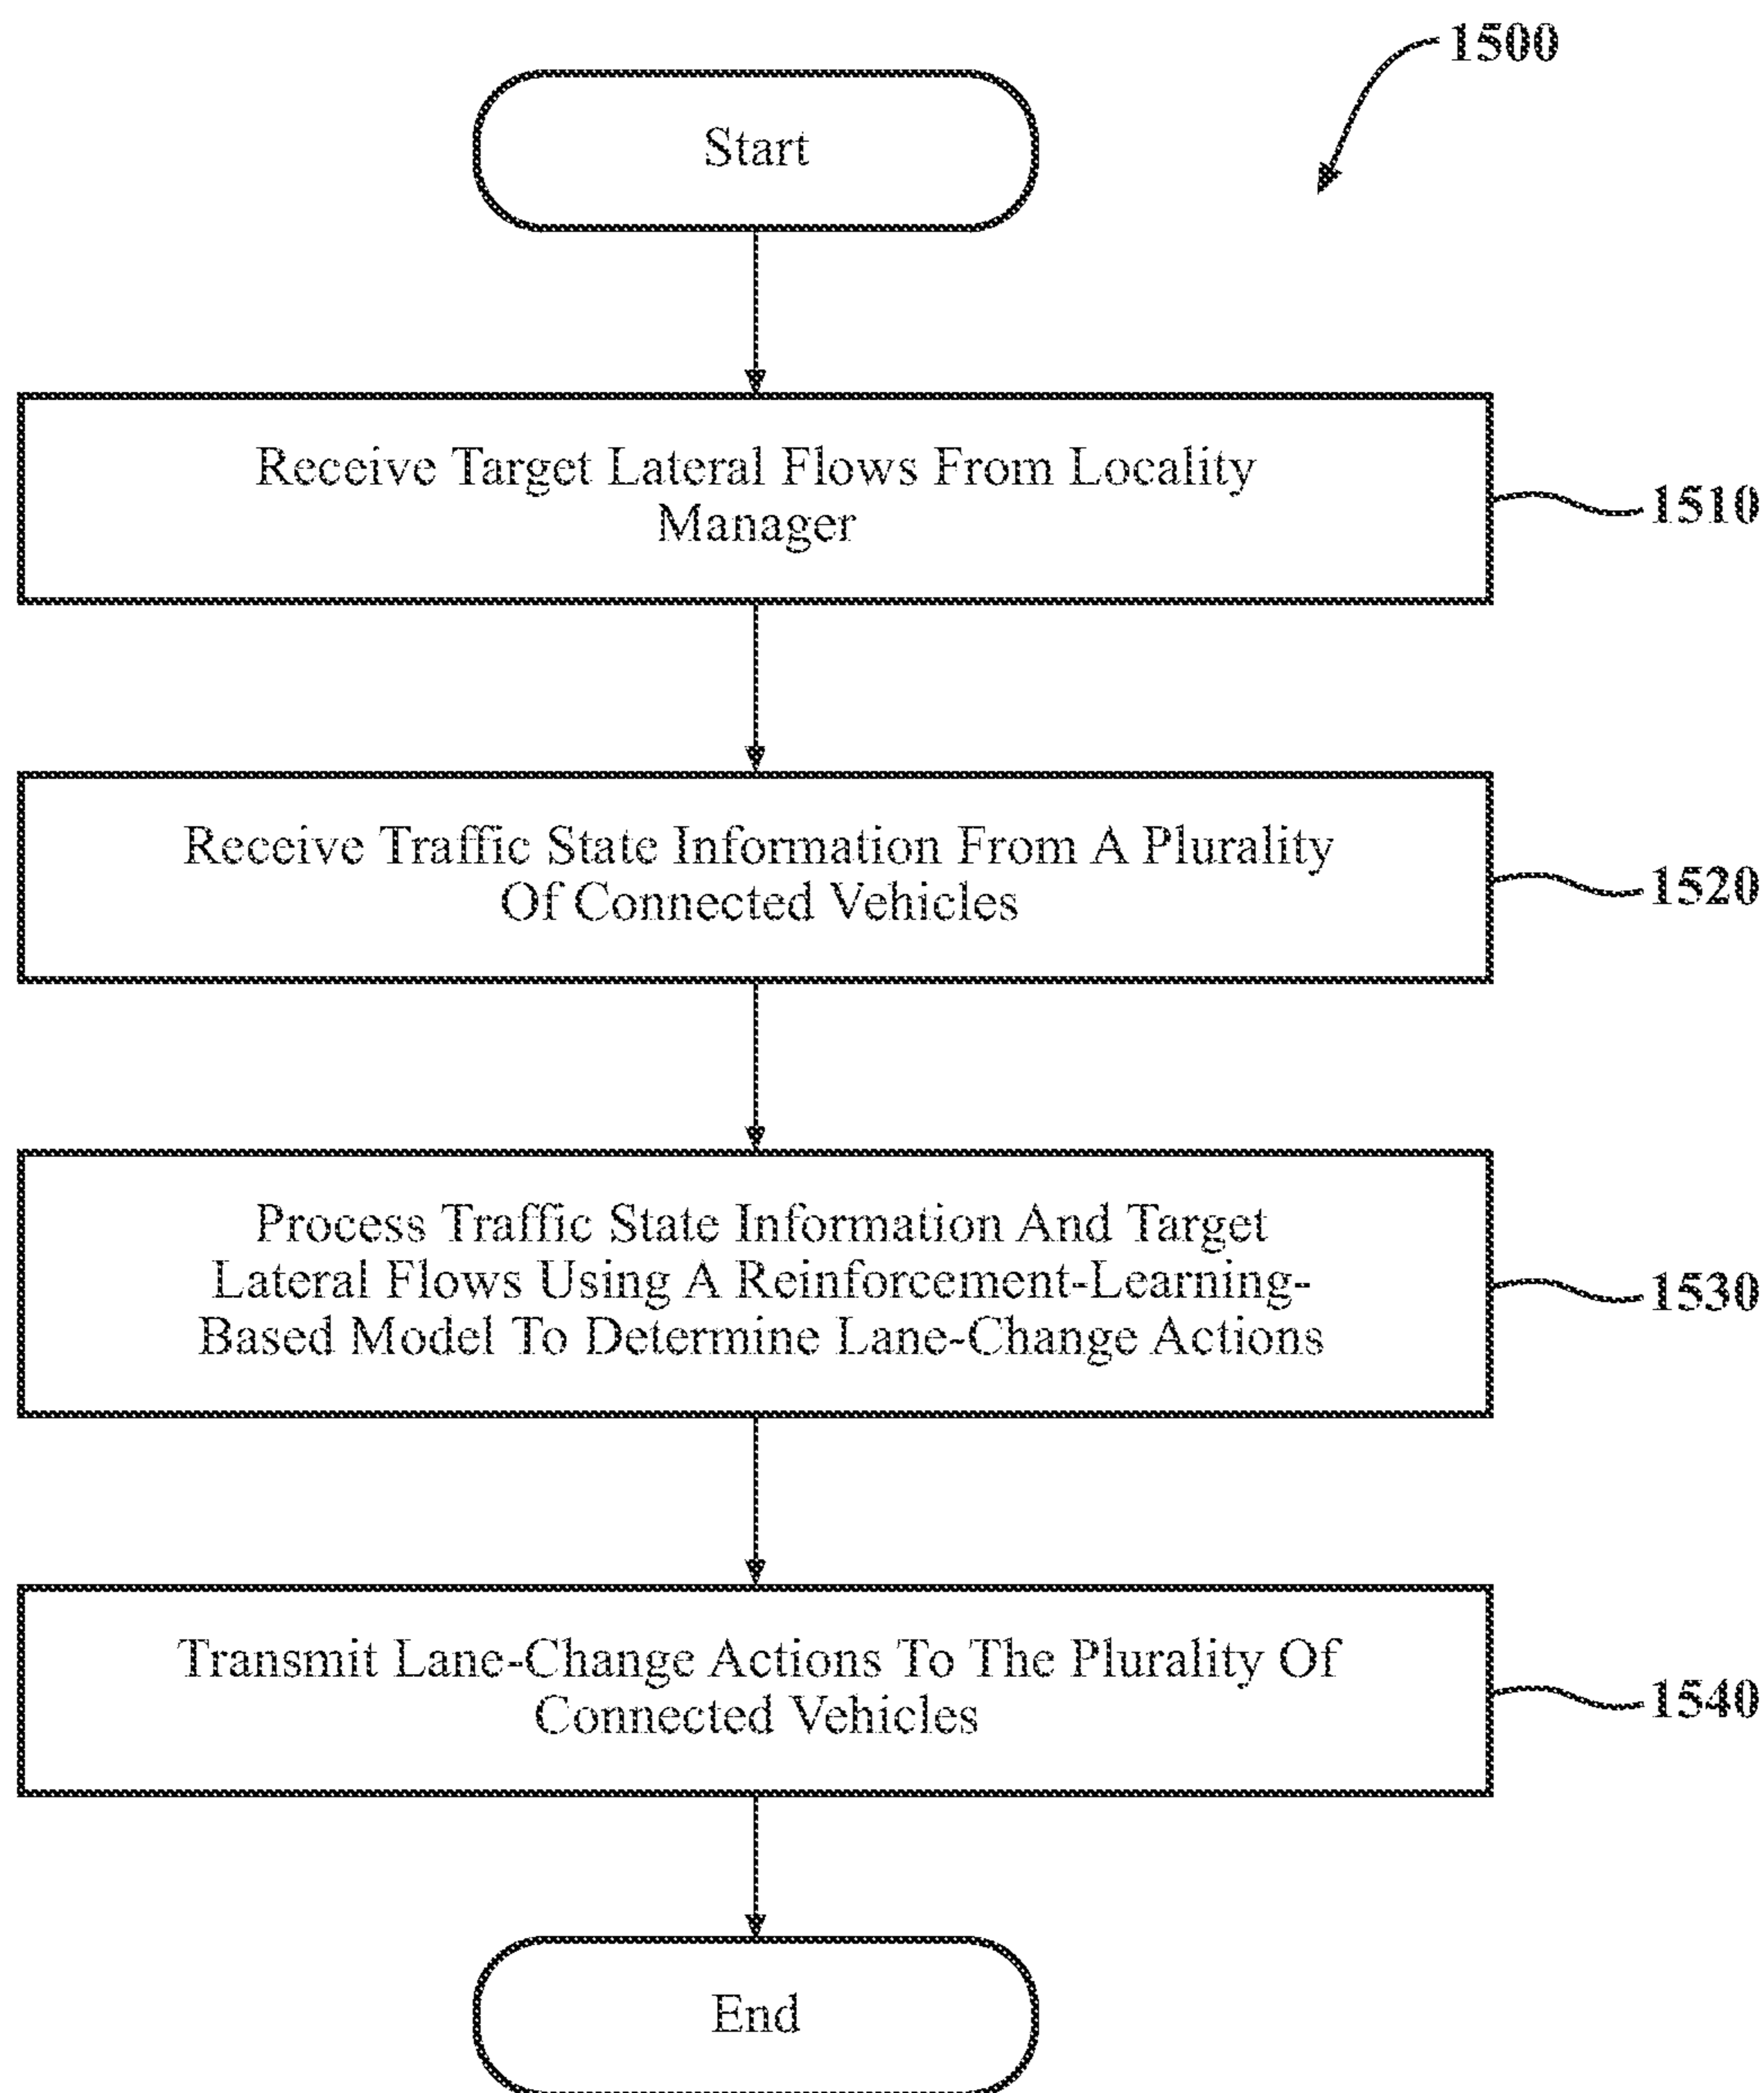 1500
Start
Receive Target Lateral Flows From Locality
Manager
1510
Receive Traffic State Information From A Plurality
Of Connected Vehicles
1520
Process Traffic State Information And Target
Lateral Flows Using A Reinforcement-Learning-
Based Model To Determine Lane-Change Actions
1530
Transmit Lane-Change Actions To The Plurality Of
Connected Vehicles
1540
End